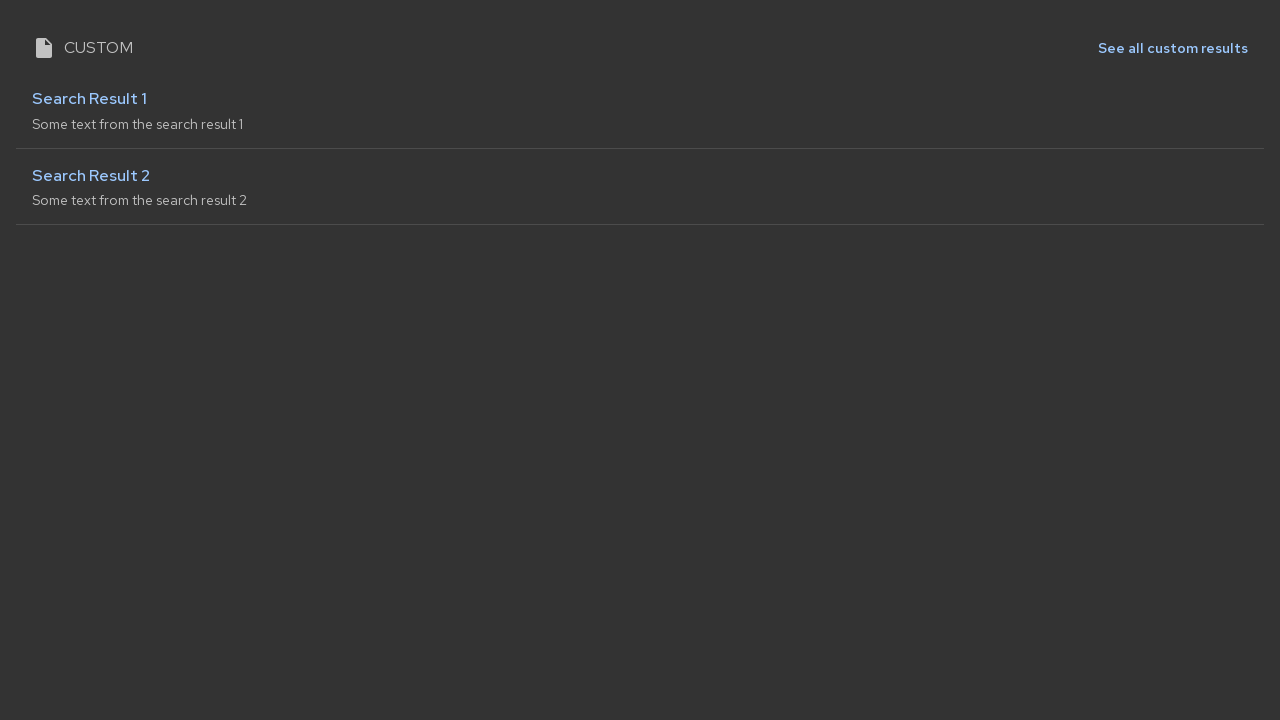 CUSTOM
See all custom results
Search Result 1
Some text from the search result 1
Search Result 2
Some text from the search result 2